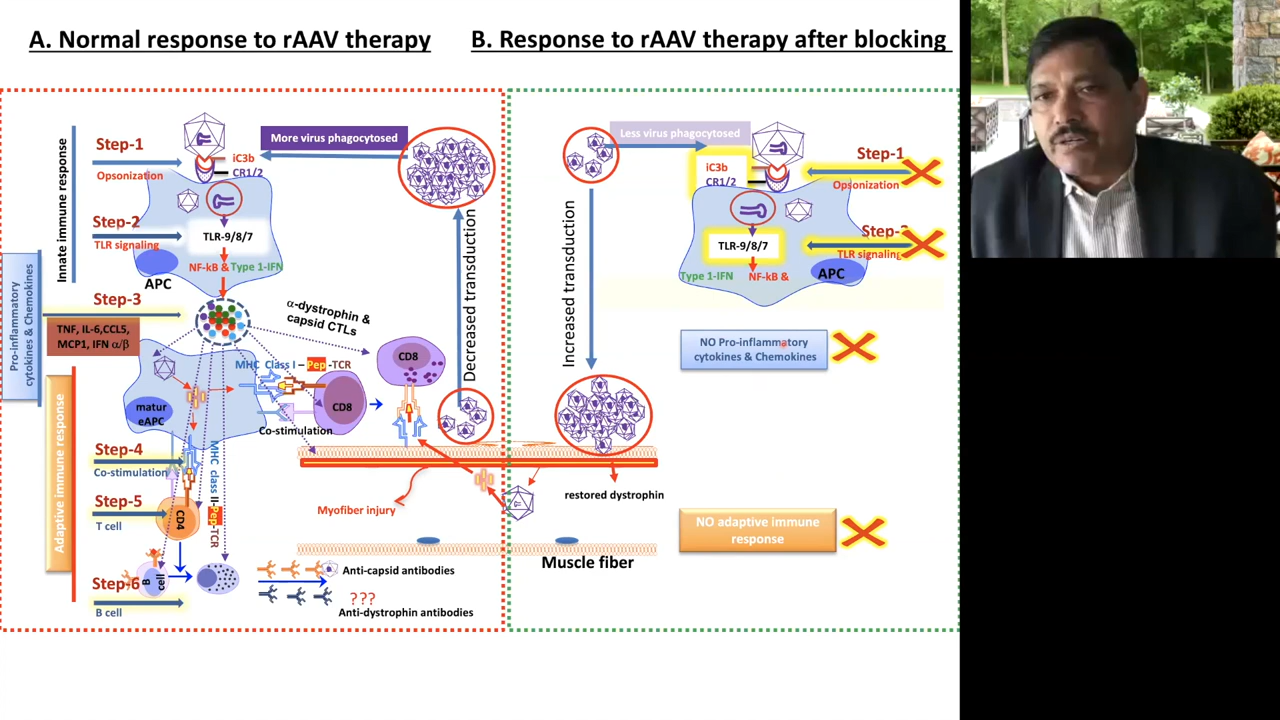 A. Normal response to rAAV therapy
B. Response to rAAV therapy after blocking
Innate immune response
Step-1
Opsonization
iC3b
CR1/2
More virus phagocytosed
Step-2
TLR signaling
TLR-9/8/7
NF-kB & Type 1-IFN
APC
Pro-inflammatory
cytokines & Chemokines
Step-3
TNF, IL-6,CCL5,
MCP1, IFN α/β
α-dystrophin &
capsid CTLs
Decreased transduction
MHC Class I – Pep -TCR
CD8
CD8
matur
eAPC
Co-stimulation
Adaptive immune response
Step-4
Co-stimulation
MHC class II-Pep-TCR
Step-5
T cell
CD4
Step-6
B cell
B
cell
Myofiber injury
Anti-capsid antibodies
???
Anti-dystrophin antibodies
Less virus phagocytosed
iC3b
CR1/2
Step-1
Opsonization
TLR-9/8/7
TLR signaling
Type 1-IFN
NF-kB &
APC
Increased transduction
NO Pro-inflammatory
cytokines & Chemokines
restored dystrophin
NO adaptive immune
response
Muscle fiber